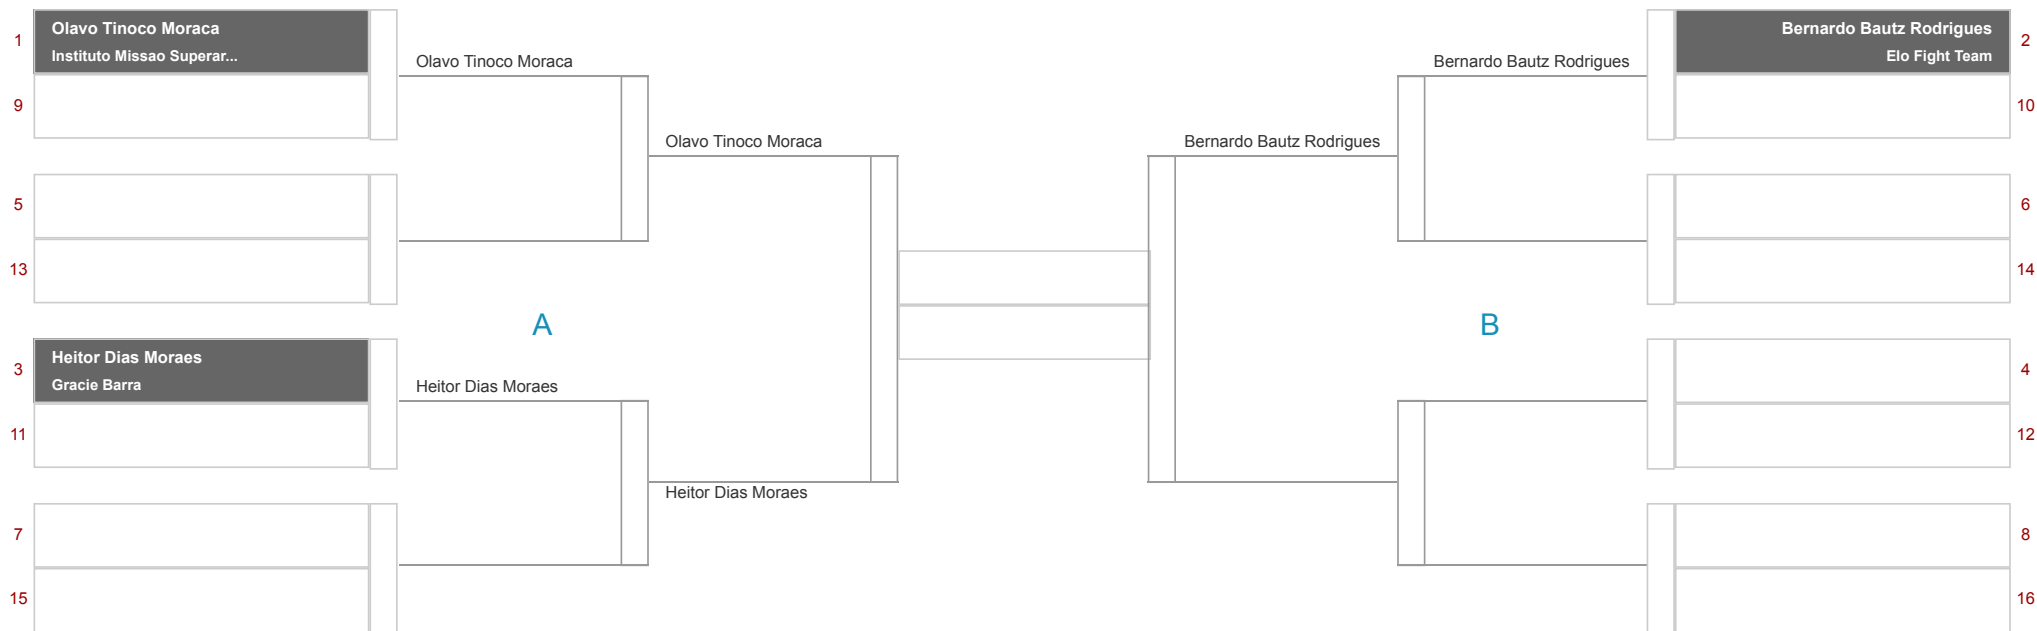 1
Olavo Tinoco Moraca
Instituto Missao Superar...
9
5
13
3
Heitor Dias Moraes
Gracie Barra
11
7
15
Olavo Tinoco Moraca
Heitor Dias Moraes
A
Olavo Tinoco Moraca
Heitor Dias Moraes
Bernardo Bautz Rodrigues
Bernardo Bautz Rodrigues
B
Bernardo Bautz Rodrigues
Elo Fight Team
2
10
6
14
4
12
8
16